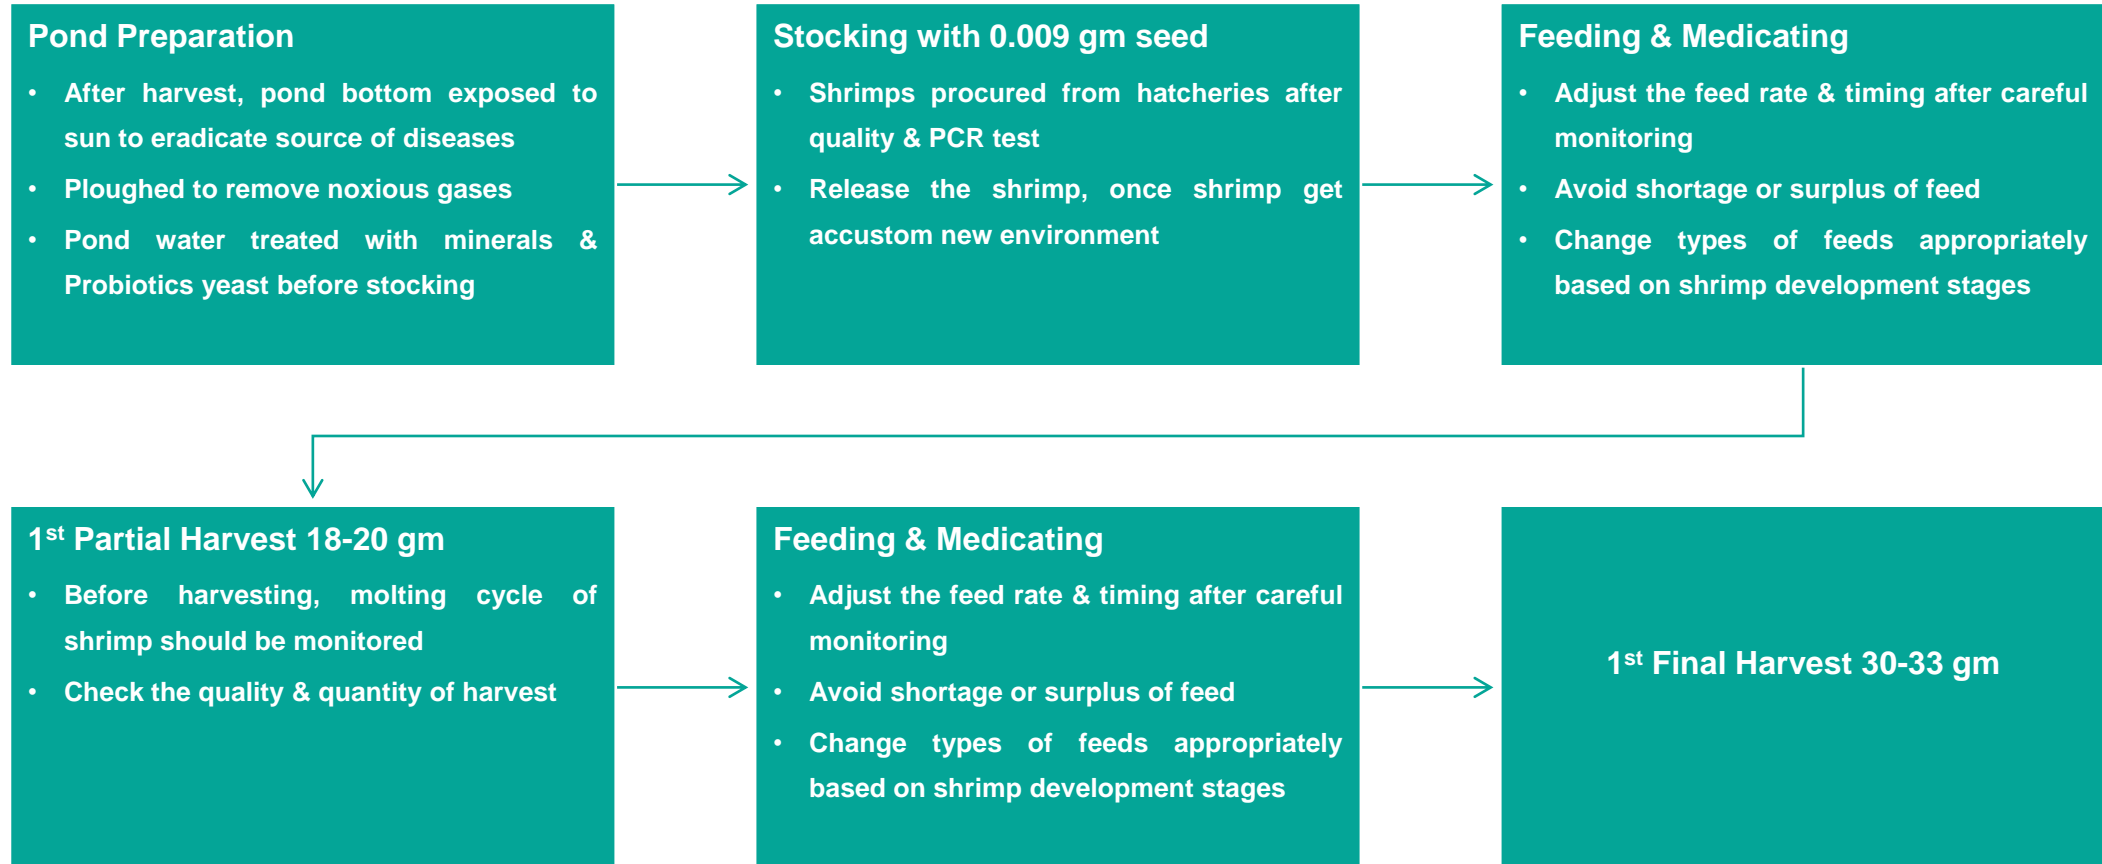 Pond Preparation
• After harvest, pond bottom exposed to
sun to eradicate source of diseases
• Ploughed to remove noxious gases
• Pond water treated with minerals &
Probiotics yeast before stocking
Stocking with 0.009 gm seed
• Shrimps procured from hatcheries after
quality & PCR test
• Release the shrimp, once shrimp get
accustom new environment
Feeding & Medicating
• Adjust the feed rate & timing after careful
monitoring
• Avoid shortage or surplus of feed
• Change types of feeds appropriately
based on shrimp development stages
1st Partial Harvest 18-20 gm
• Before harvesting, molting cycle of
shrimp should be monitored
• Check the quality & quantity of harvest
Feeding & Medicating
• Adjust the feed rate & timing after careful
monitoring
• Avoid shortage or surplus of feed
• Change types of feeds appropriately
based on shrimp development stages
1st Final Harvest 30-33 gm